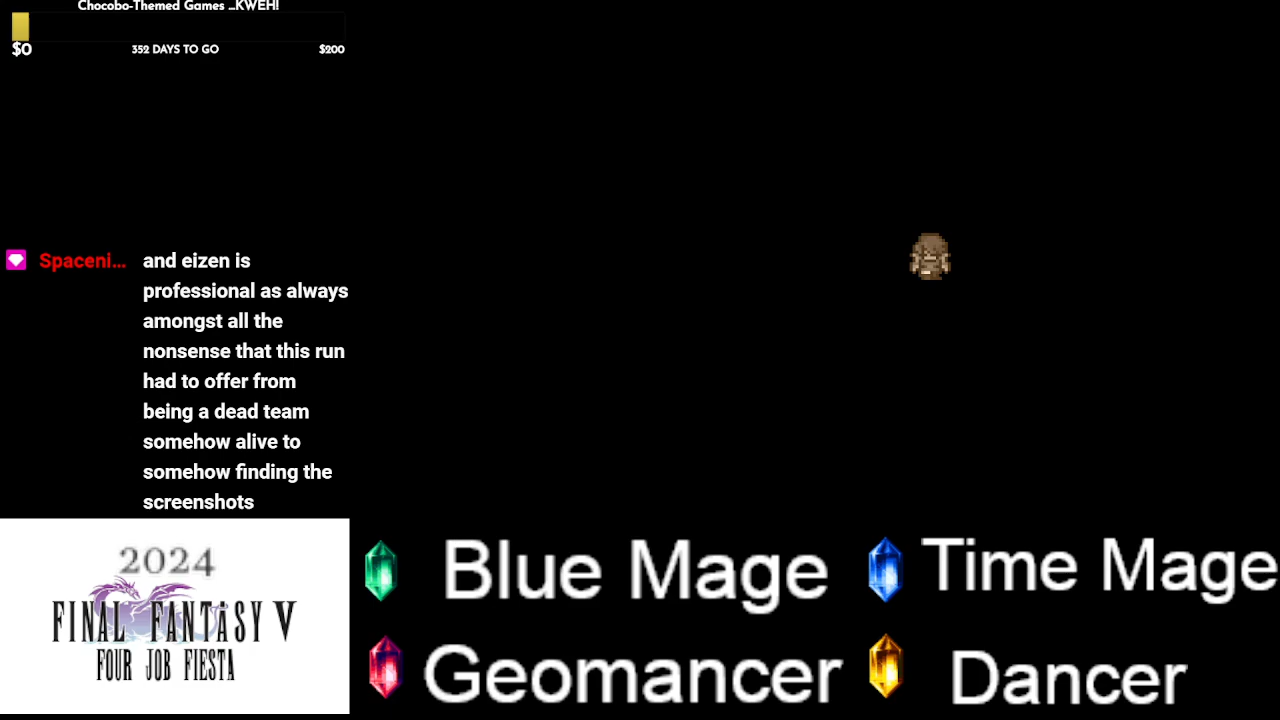 Chocobo-Themed Games ...KWEH!
$0 352 DAYS TO GO $200
Spaceni... and eizen is
professional as always
amongst all the
nonsense that this run
had to offer from
being a dead team
somehow alive to
somehow finding the
screenshots
2024
FINAL FANTASY V
FOUR JOB FIESTA
Blue Mage
Time Mage
Geomancer
Dancer